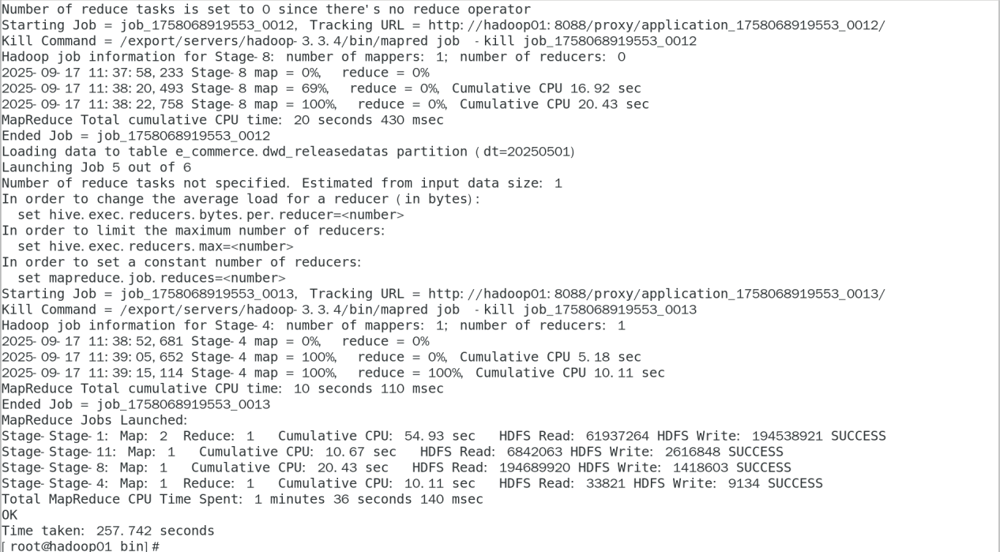 Number of reduce tasks is set to 0 since there's no reduce operator
Starting Job = job_1758068919553_0012, Tracking URL = http://hadoop01:8088/proxy/application_1758068919553_0012/
Kill Command = /export/servers/hadoop-3.3.4/bin/mapred job  -kill job_1758068919553_0012
Hadoop job information for Stage-8: number of mappers: 1; number of reducers: 0
2025-09-17 11:37:58,233 Stage-8 map = 0%,  reduce = 0%
2025-09-17 11:38:20,493 Stage-8 map = 69%,  reduce = 0%, Cumulative CPU 16.92 sec
2025-09-17 11:38:22,758 Stage-8 map = 100%,  reduce = 0%, Cumulative CPU 20.43 sec
MapReduce Total cumulative CPU time: 20 seconds 430 msec
Ended Job = job_1758068919553_0012
Loading data to table e_commerce.dwd_releasedatas partition (dt=20250501)
Launching Job 5 out of 6
Number of reduce tasks not specified. Estimated from input data size: 1
In order to change the average load for a reducer (in bytes):
  set hive.exec.reducers.bytes.per.reducer=<number>
In order to limit the maximum number of reducers:
  set hive.exec.reducers.max=<number>
In order to set a constant number of reducers:
  set mapreduce.job.reduces=<number>
Starting Job = job_1758068919553_0013, Tracking URL = http://hadoop01:8088/proxy/application_1758068919553_0013/
Kill Command = /export/servers/hadoop-3.3.4/bin/mapred job  -kill job_1758068919553_0013
Hadoop job information for Stage-4: number of mappers: 1; number of reducers: 1
2025-09-17 11:38:52,681 Stage-4 map = 0%,  reduce = 0%
2025-09-17 11:39:05,652 Stage-4 map = 100%,  reduce = 0%, Cumulative CPU 5.18 sec
2025-09-17 11:39:15,114 Stage-4 map = 100%,  reduce = 100%, Cumulative CPU 10.11 sec
MapReduce Total cumulative CPU time: 10 seconds 110 msec
Ended Job = job_1758068919553_0013
MapReduce Jobs Launched:
Stage-Stage-1: Map: 2  Reduce: 1   Cumulative CPU: 54.93 sec   HDFS Read: 61937264 HDFS Write: 194538921 SUCCESS
Stage-Stage-11: Map: 1   Cumulative CPU: 10.67 sec   HDFS Read: 6842063 HDFS Write: 2616848 SUCCESS
Stage-Stage-8: Map: 1   Cumulative CPU: 20.43 sec   HDFS Read: 194689920 HDFS Write: 1418603 SUCCESS
Stage-Stage-4: Map: 1  Reduce: 1   Cumulative CPU: 10.11 sec   HDFS Read: 33821 HDFS Write: 9134 SUCCESS
Total MapReduce CPU Time Spent: 1 minutes 36 seconds 140 msec
OK
Time taken: 257.742 seconds
[root@hadoop01 bin]#